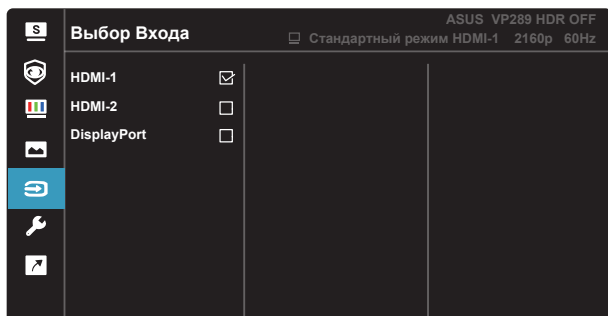 S
ASUS VP289 HDR OFF
Выбор Входа
Стандартный режим HDMI-1 2160p 60Hz
HDMI-1
HDMI-2
DisplayPort